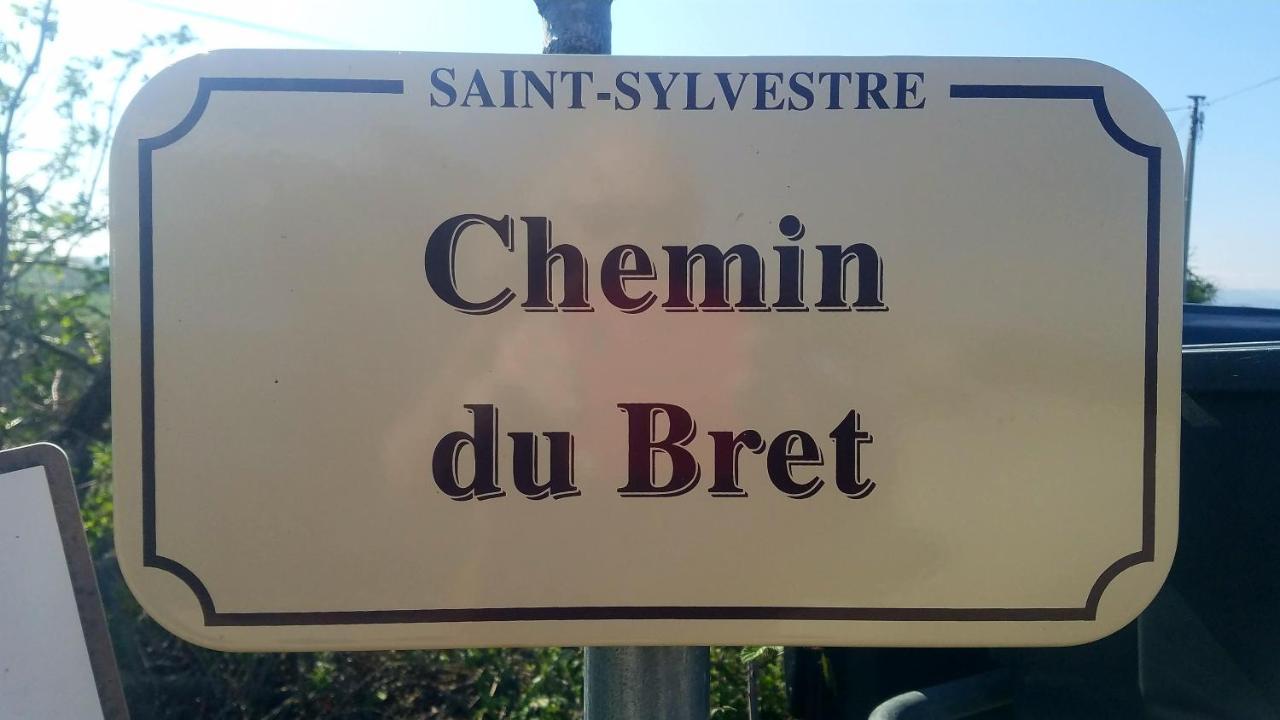 SAINT-SYLVESTRE
Chemin
du Bret